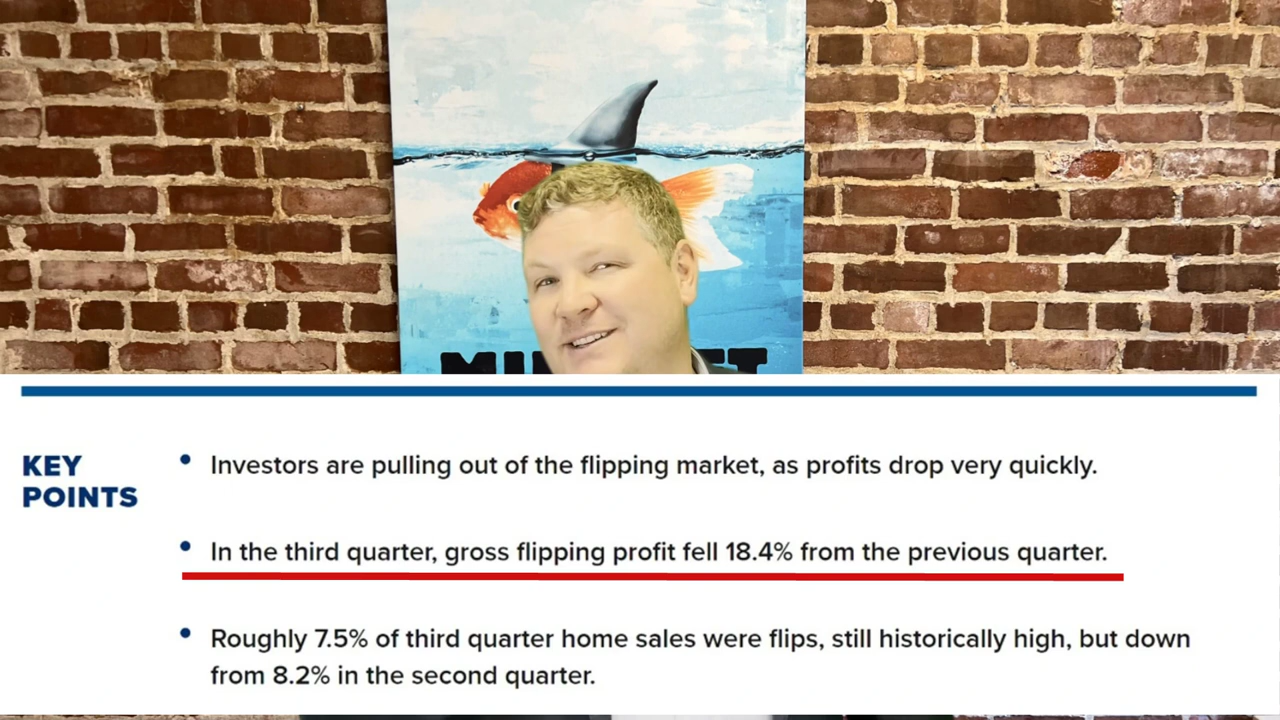 KEY
POINTS
Investors are pulling out of the flipping market, as profits drop very quickly.
In the third quarter, gross flipping profit fell 18.4% from the previous quarter.
Roughly 7.5% of third quarter home sales were flips, still historically high, but down
from 8.2% in the second quarter.